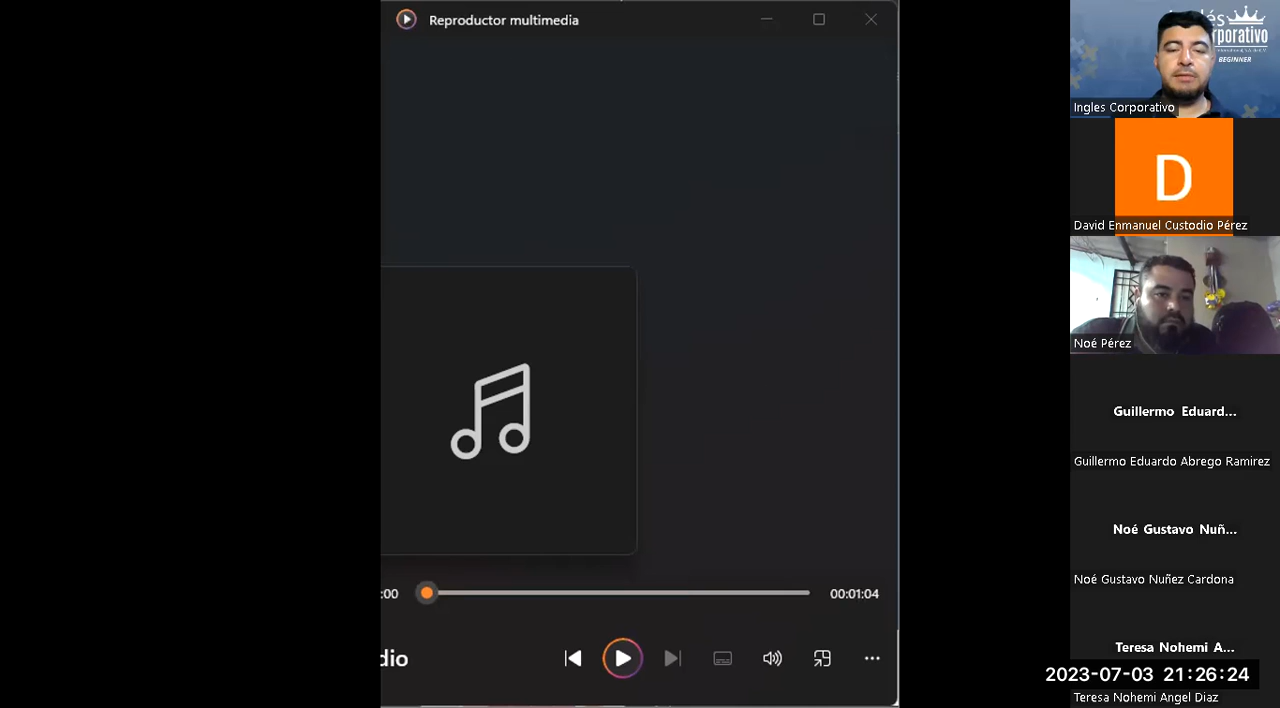 Reproductor multimedia
:00
00:01:04
dio
BEGINNER
Ingles Corporativo
D
David Enmanuel Custodio Pérez
Noé Pérez
Guillermo Eduard...
Guillermo Eduardo Abrego Ramirez
Noé Gustavo Nuñ...
Noé Gustavo Nuñez Cardona
Teresa Nohemi A...
2023-07-03 21:26:24
Teresa Nohemi Angel Diaz